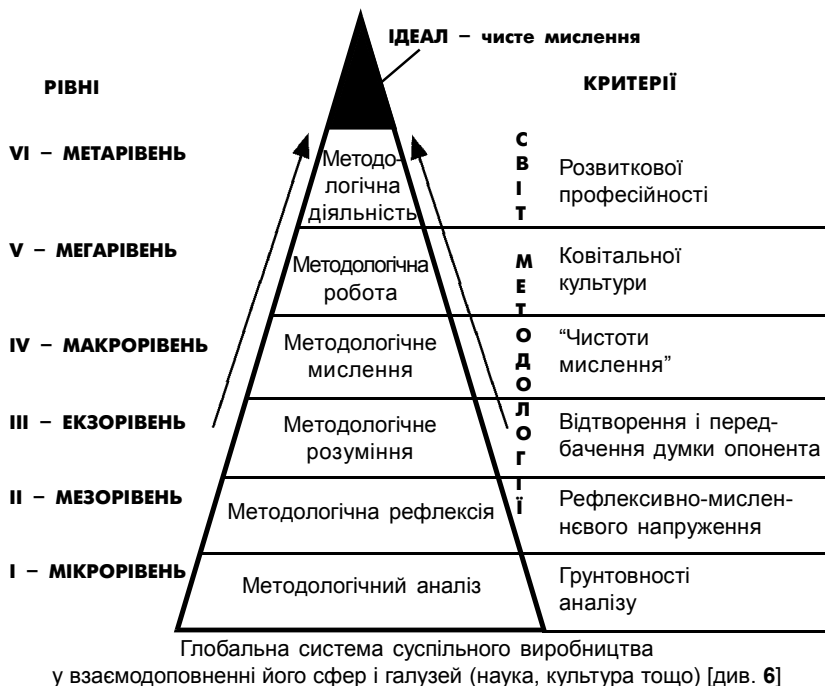 ІДЕАЛ – чисте мислення
РІВНІ
КРИТЕРІЇ
VI – МЕТАРІВЕНЬ
Методо-
логічна
діяльність
Розвиткової
професійності
V – МЕГАРІВЕНЬ
Методологічна
робота
Ковітальної
культури
IV – МАКРОРІВЕНЬ
Методологічне
мислення
“Чистоти
мислення”
III – ЕКЗОРІВЕНЬ
Методологічне
розуміння
Відтворення і перед-
бачення думки опонента
II – МЕЗОРІВЕНЬ
Методологічна рефлексія
Рефлексивно-мислен-
нєвого напруження
I – МІКРОРІВЕНЬ
Методологічний аналіз
Грунтовності
аналізу
СВІТ МЕТОДОЛОГІЇ
Глобальна система суспільного виробництва
у взаємодоповненні його сфер і галузей (наука, культура тощо) [див. 6]